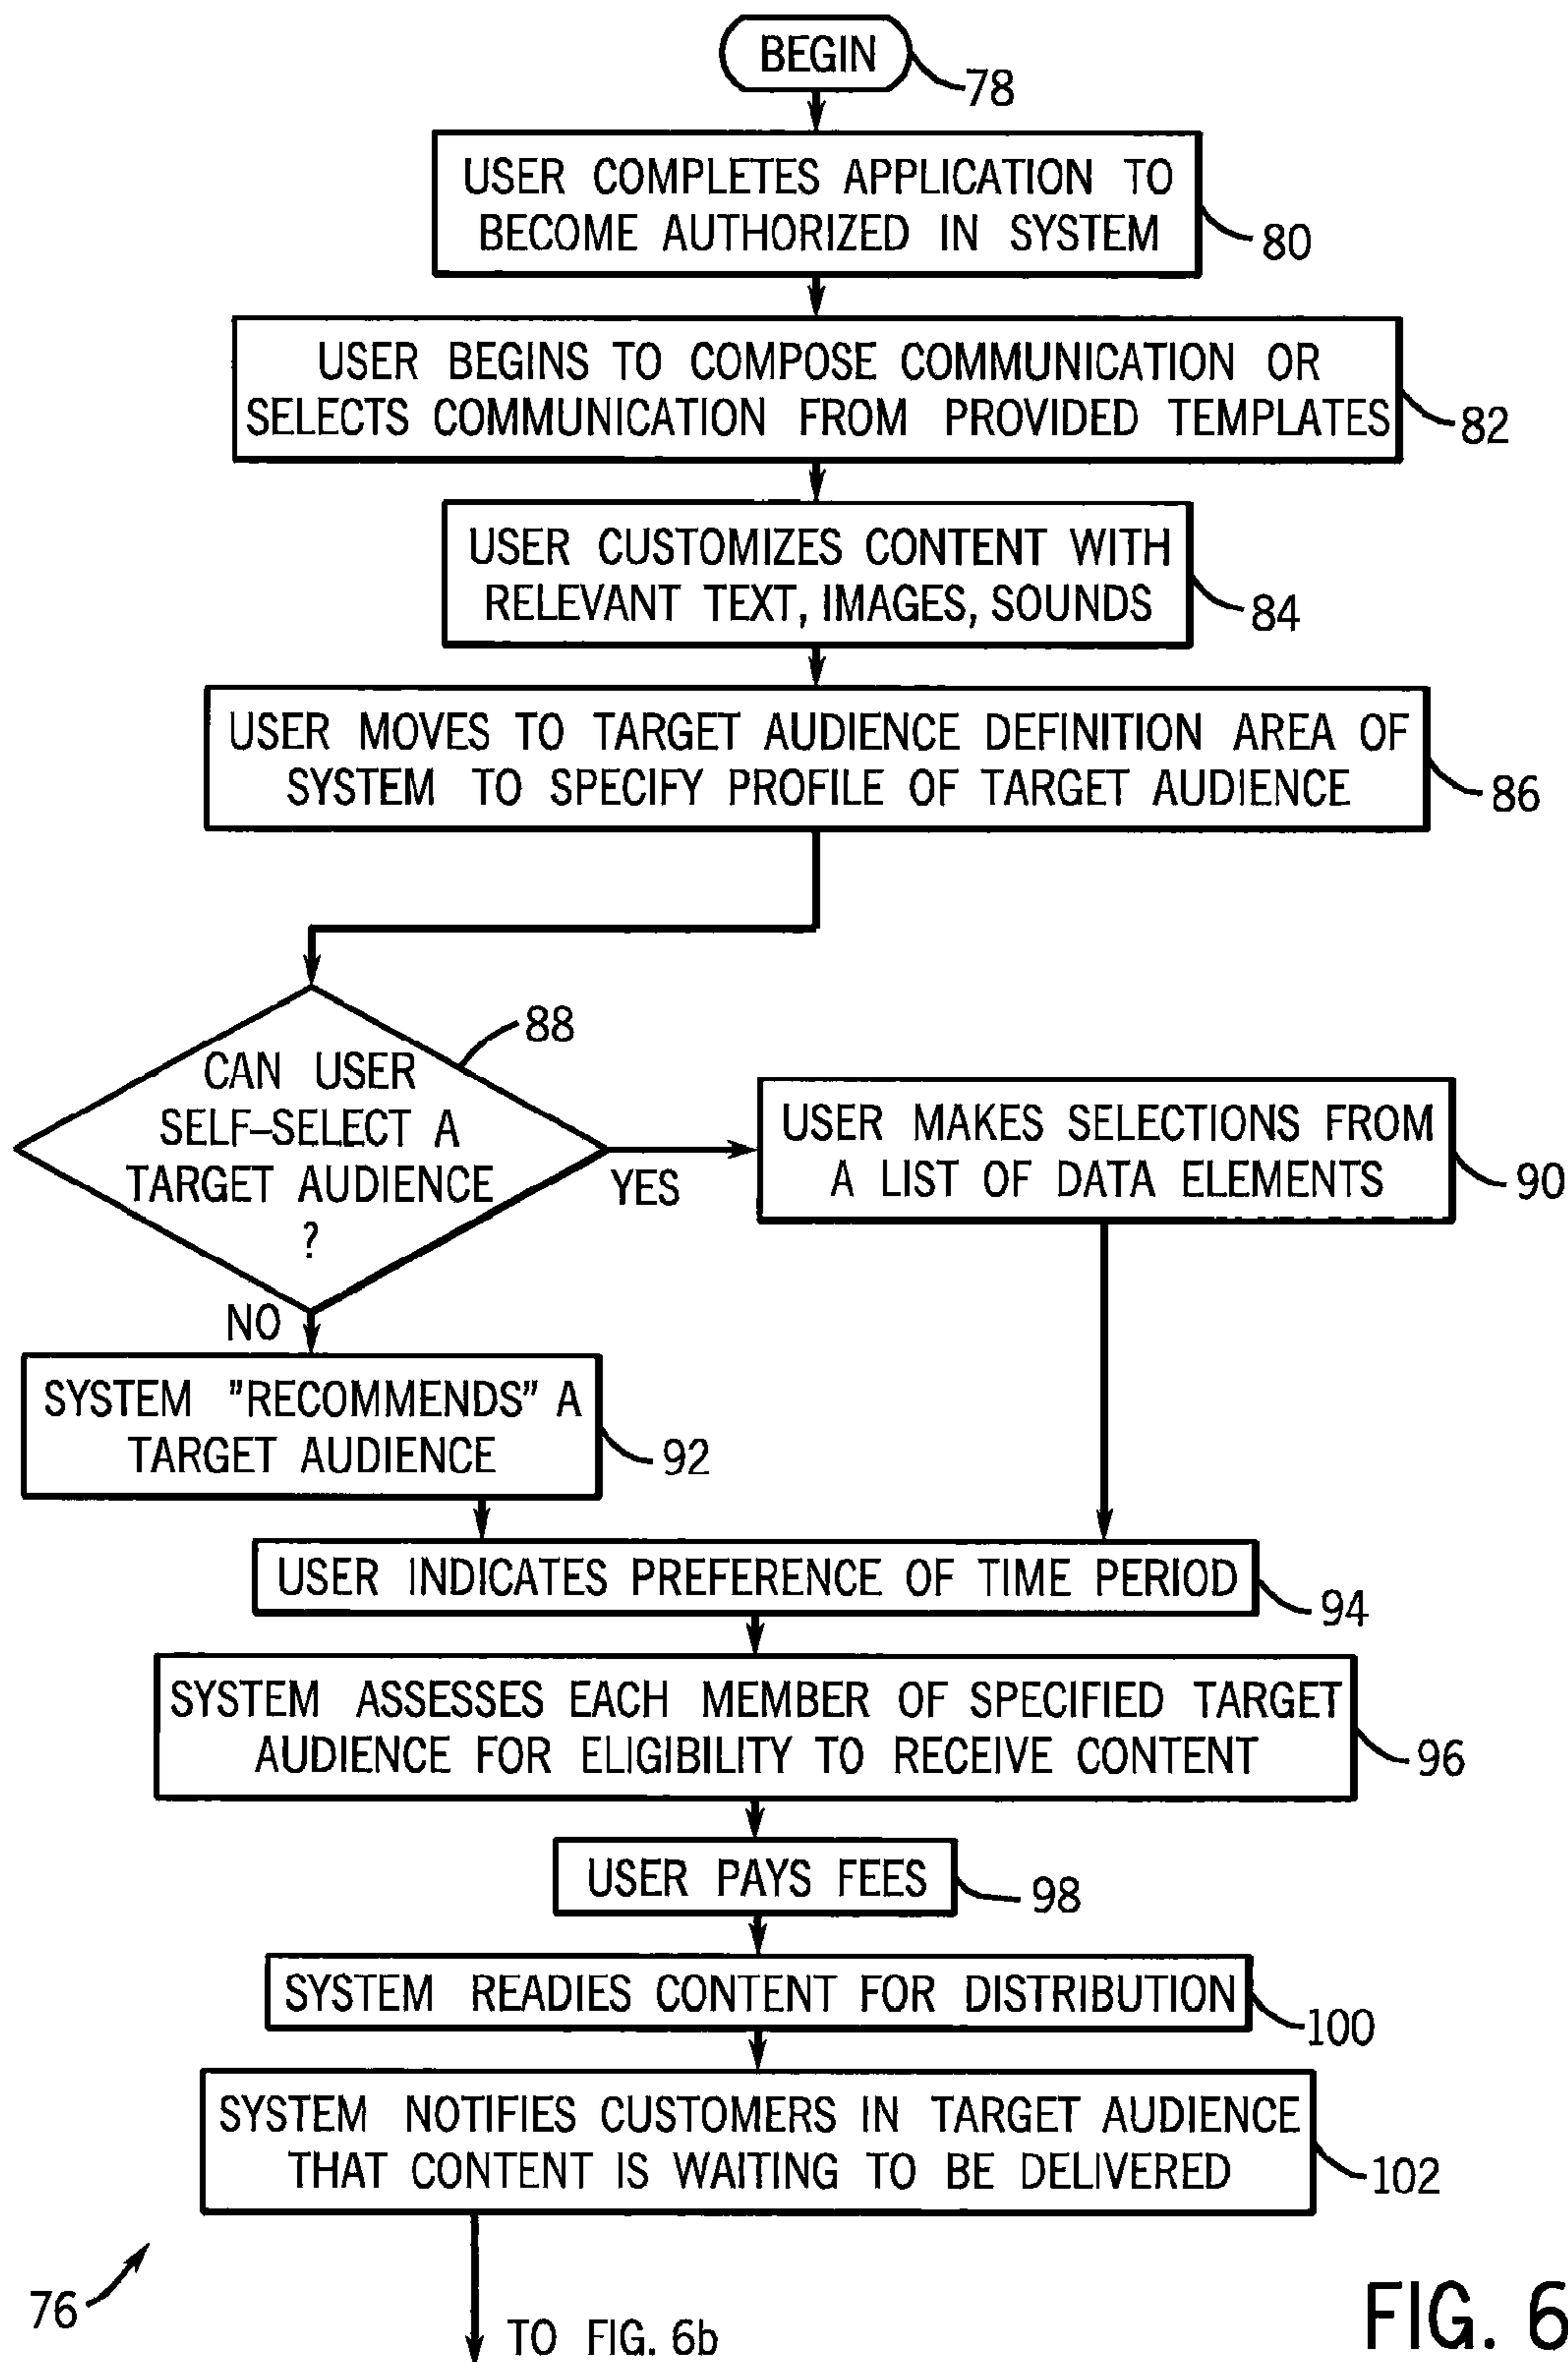 BEGIN
78
USER COMPLETES APPLICATION TO
BECOME AUTHORIZED IN SYSTEM
80
USER BEGINS TO COMPOSE COMMUNICATION OR
SELECTS COMMUNICATION FROM PROVIDED TEMPLATES
82
USER CUSTOMIZES CONTENT WITH
RELEVANT TEXT, IMAGES, SOUNDS
84
USER MOVES TO TARGET AUDIENCE DEFINITION AREA OF
SYSTEM TO SPECIFY PROFILE OF TARGET AUDIENCE
86
88
CAN USER
SELF-SELECT A
TARGET AUDIENCE
?
YES
USER MAKES SELECTIONS FROM
A LIST OF DATA ELEMENTS
90
NO
SYSTEM "RECOMMENDS" A
TARGET AUDIENCE
92
USER INDICATES PREFERENCE OF TIME PERIOD
94
SYSTEM ASSESSES EACH MEMBER OF SPECIFIED TARGET
AUDIENCE FOR ELIGIBILITY TO RECEIVE CONTENT
96
USER PAYS FEES
98
SYSTEM READIES CONTENT FOR DISTRIBUTION
100
SYSTEM NOTIFIES CUSTOMERS IN TARGET AUDIENCE
THAT CONTENT IS WAITING TO BE DELIVERED
102
76
TO FIG. 6b
FIG. 6